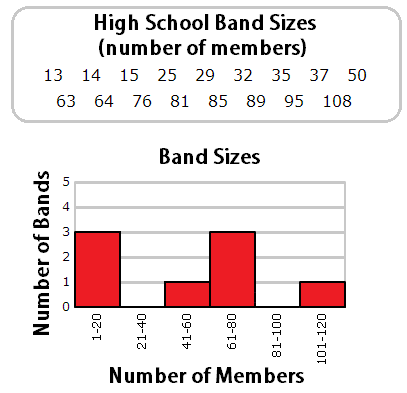 High School Band Sizes
(number of members)
13 14 15 25 29 32 35 37 50
63 64 76 81 85 89 95 108
Band Sizes
Number of Bands
5
4
3
2
1
0
1-20
21-40
41-60
61-80
81-100
101-120
Number of Members